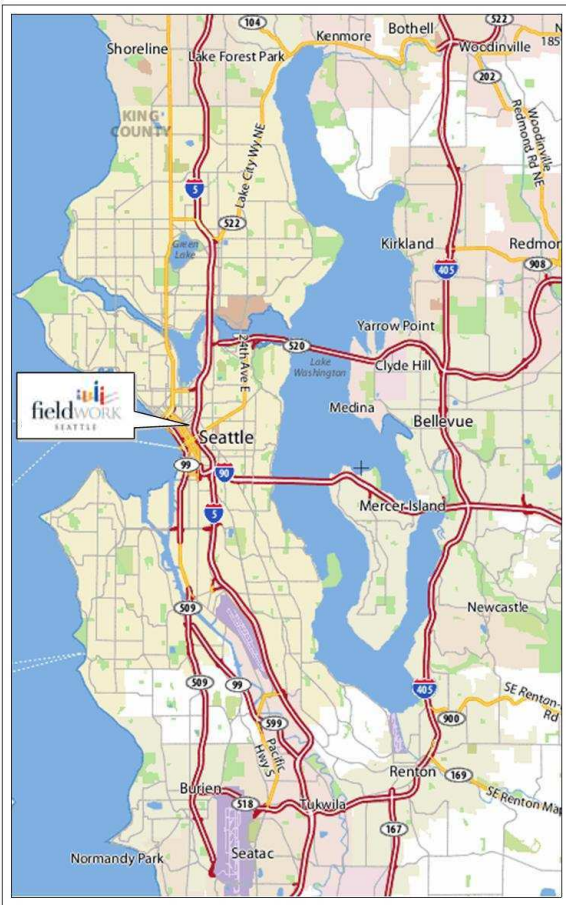 104
522
Bothell
Kenmore
N
185
Shoreline
Lake Forest Park
Woodinville
202
KING
COUNTY
Lake City Wy NE
Woodinville
Redmond Rd NE
5
522
Green
Lake
Kirkland
Redmon
908
405
Yarrow Point
520
24th Ave E
Lake
Washington
Clyde Hill
Medina
fieldwork
SEATTLE
Bellevue
Seattle
99
90
Mercer Island
5
509
Newcastle
509
99
405
SE Renton-
Rd
900
599
Pacific
Hwy S
Renton
169
Burien
518
Tukwila
SE Renton Map
167
Normandy Park
Seatac